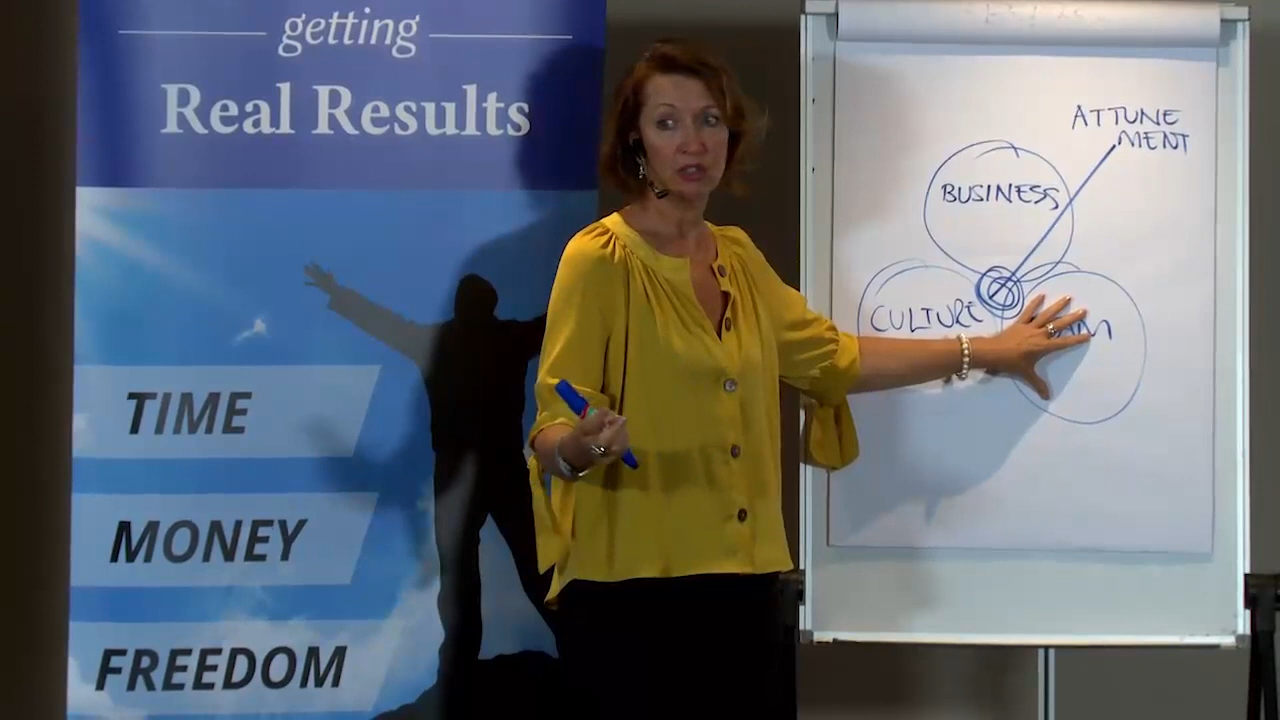 getting
Real Results
TIME
MONEY
FREEDOM
ATTUNE
MENT
BUSINESS
CULTURE